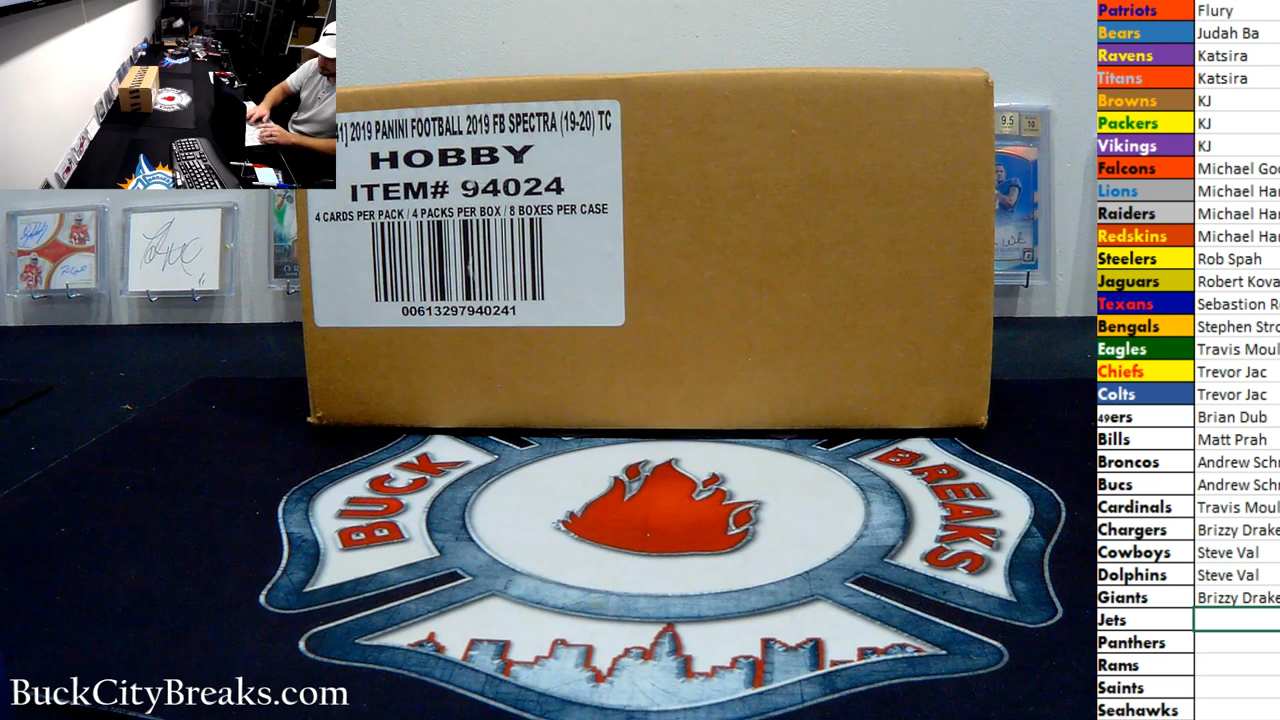 41] 2019 PANINI FOOTBALL 2019 FB SPECTRA (19-20) TC
HOBBY
ITEM# 94024
4 CARDS PER PACK / 4 PACKS PER BOX / 8 BOXES PER CASE
00613297940241
9.5
10
BUCK
BREAKS
BuckCityBreaks.com
Patriots Flury
Bears Judah Ba
Ravens Katsira
Titans Katsira
Browns KJ
Packers KJ
Vikings KJ
Falcons Michael Goo
Lions Michael Har
Raiders Michael Har
Redskins Michael Har
Steelers Rob Spah
Jaguars Robert Kova
Texans Sebastion R
Bengals Stephen Stro
Eagles Travis Moul
Chiefs Trevor Jac
Colts Trevor Jac
49ers Brian Dub
Bills Matt Prah
Broncos Andrew Schr
Bucs Andrew Schr
Cardinals Travis Moul
Chargers Brizzy Drake
Cowboys Steve Val
Dolphins Steve Val
Giants Brizzy Drake
Jets
Panthers
Rams
Saints
Seahawks